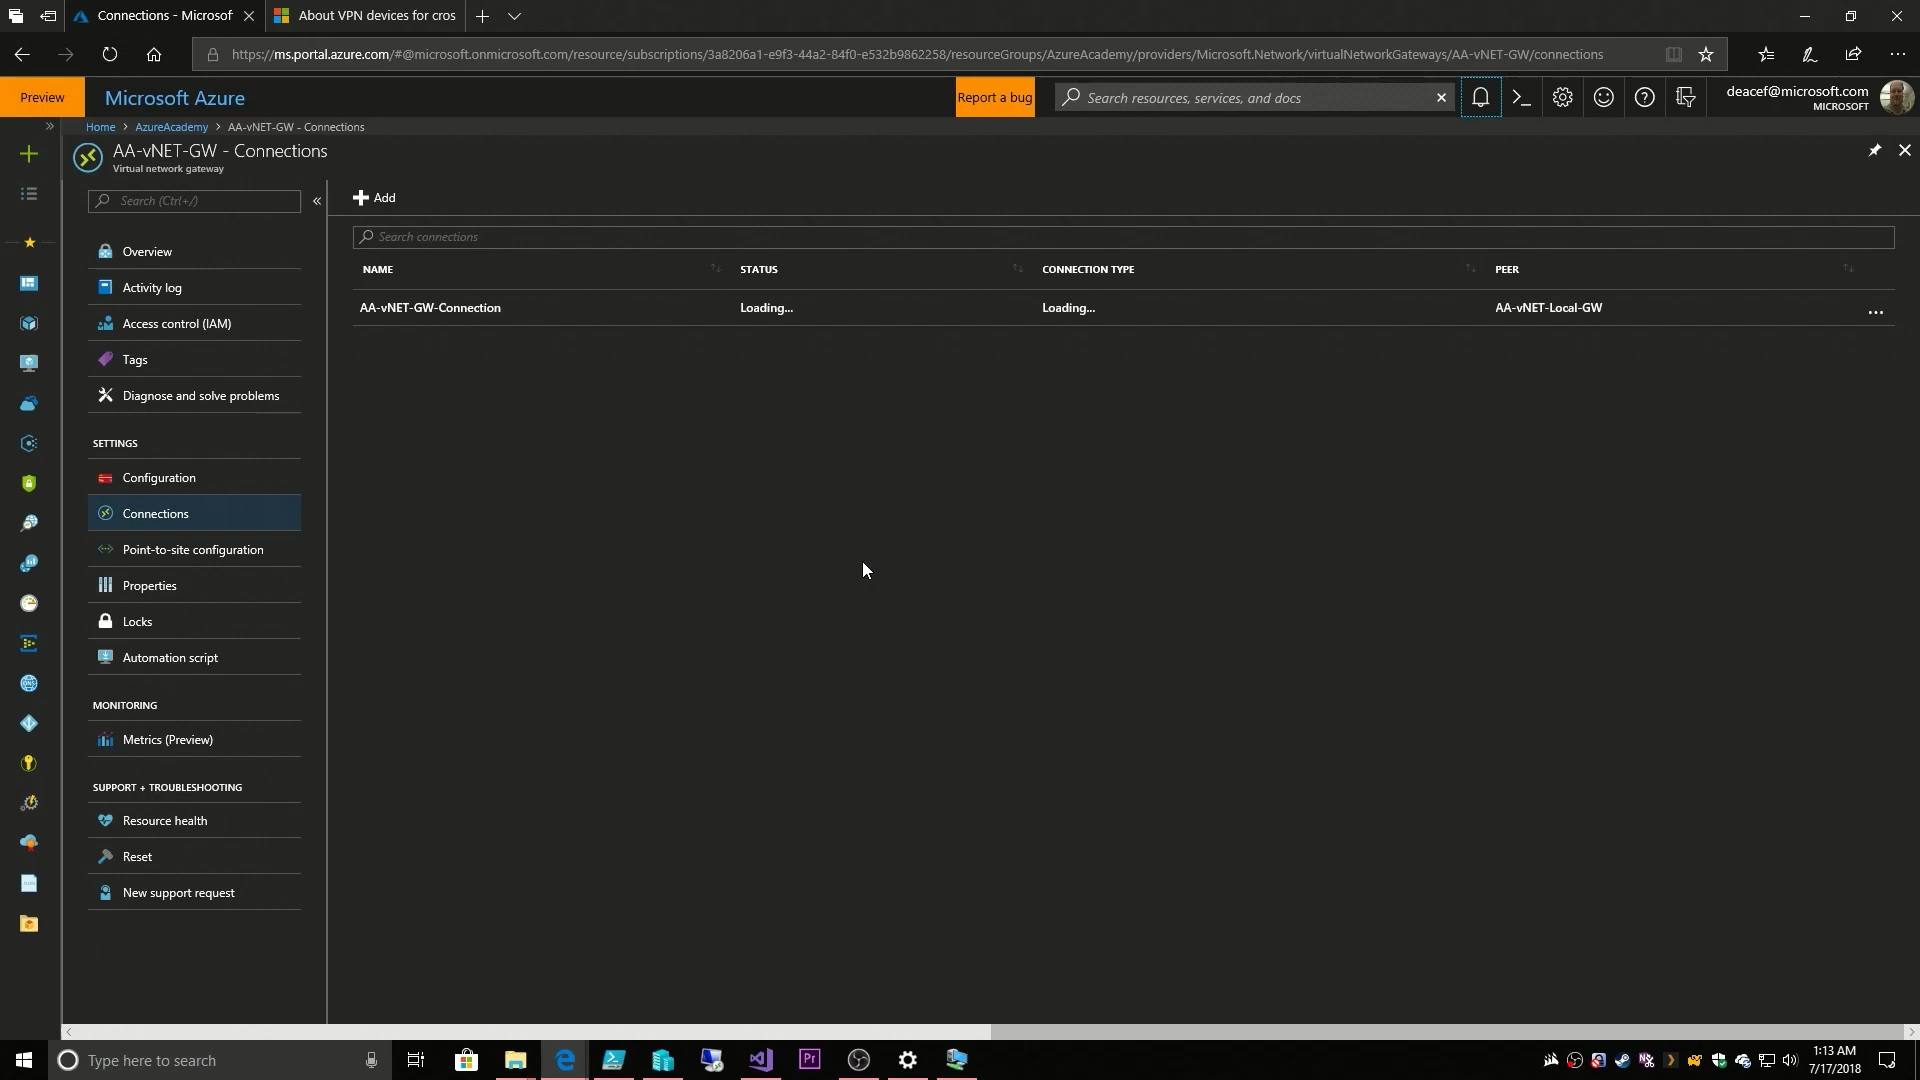 Connections - Microsof
About VPN devices for cros
https://ms.portal.azure.com/#@microsoft.onmicrosoft.com/resource/subscriptions/3a8206a1-e9f3-44a2-84f0-e532b9862258/resourceGroups/AzureAcademy/providers/Microsoft.Network/virtualNetworkGateways/AA-vNET-GW/connections
Preview
Microsoft Azure
Report a bug
Search resources, services, and docs
deacef@microsoft.com
MICROSOFT
Home > AzureAcademy > AA-vNET-GW - Connections
AA-vNET-GW - Connections
Virtual network gateway
Search (Ctrl+/)
Add
Search connections
NAME STATUS CONNECTION TYPE PEER
AA-vNET-GW-Connection Loading... Loading... AA-vNET-Local-GW ...
Overview
Activity log
Access control (IAM)
Tags
Diagnose and solve problems
SETTINGS
Configuration
Connections
Point-to-site configuration
Properties
Locks
Automation script
MONITORING
Metrics (Preview)
SUPPORT + TROUBLESHOOTING
Resource health
Reset
New support request
Type here to search
Pr
1:13 AM
7/17/2018